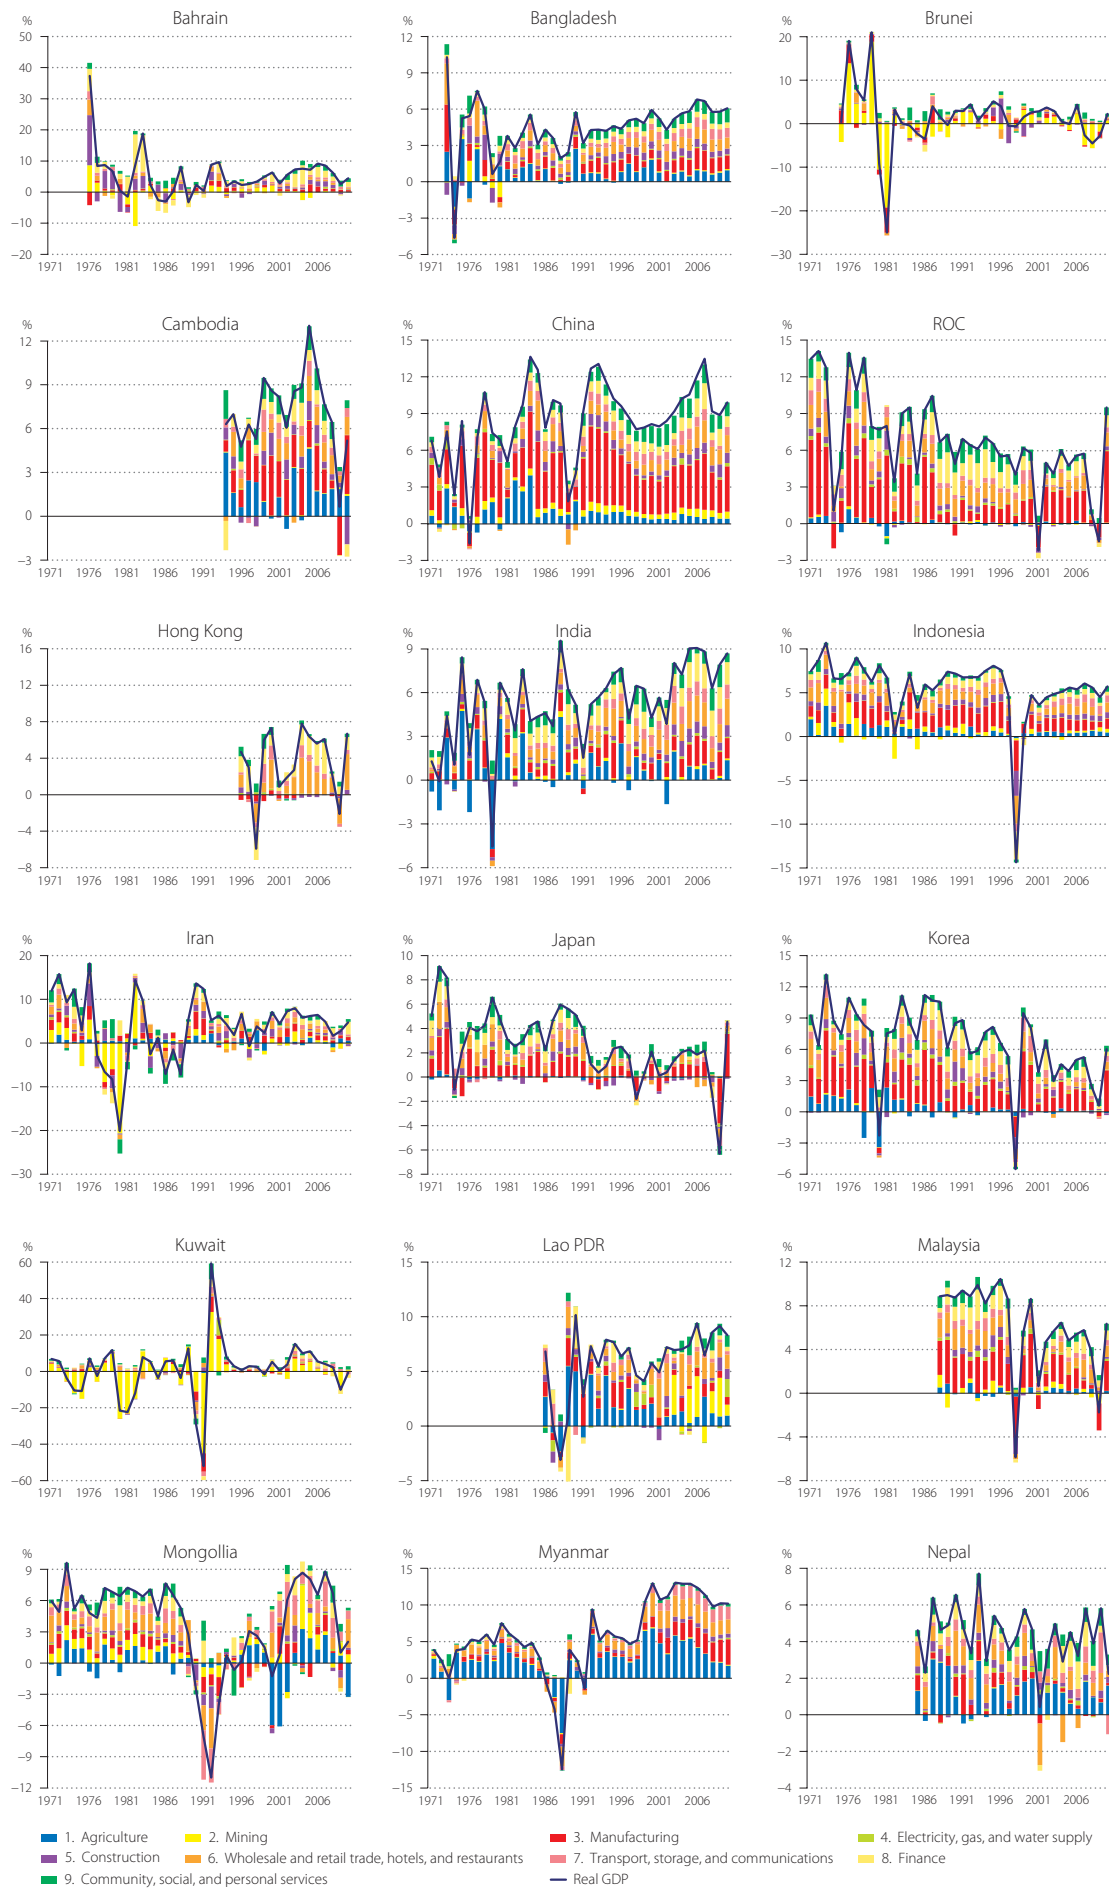 Bahrain Bangladesh Brunei
% % %
50 12 20
40 9 10
30 6 0
20 3 −10
10 0 −20
0 −3 −30
−10 −6
−20
1971 1976 1981 1986 1991 1996 2001 2006 1971 1976 1981 1986 1991 1996 2001 2006 1971 1976 1981 1986 1991 1996 2001 2006
Cambodia China ROC
% % %
12 15 15
9 12 12
6 9 9
3 6 6
0 3 3
−3 0 0
−3 −3
1971 1976 1981 1986 1991 1996 2001 2006 1971 1976 1981 1986 1991 1996 2001 2006 1971 1976 1981 1986 1991 1996 2001 2006
Hong Kong India Indonesia
% % %
16 9 10
12 6 5
8 3 0
4 0 −5
0 −3 −10
−4 −6 −15
−8
1971 1976 1981 1986 1991 1996 2001 2006 1971 1976 1981 1986 1991 1996 2001 2006 1971 1976 1981 1986 1991 1996 2001 2006
Iran Japan Korea
% % %
20 10 15
10 8 12
0 6 9
−10 4 6
−20 2 3
−30 0 0
−2 −3
−4 −6
−6
−8
1971 1976 1981 1986 1991 1996 2001 2006 1971 1976 1981 1986 1991 1996 2001 2006 1971 1976 1981 1986 1991 1996 2001 2006
Kuwait Lao PDR Malaysia
% % %
60 15 12
40 10 8
20 5 4
0 0 0
−20 −5 −4
−40 −8
−60
1971 1976 1981 1986 1991 1996 2001 2006 1971 1976 1981 1986 1991 1996 2001 2006 1971 1976 1981 1986 1991 1996 2001 2006
Mongollia Myanmar Nepal
% % %
9 15 8
6 10 6
3 5 4
0 0 2
−3 −5 0
−6 −10 −2
−9 −15 −4
−12
1971 1976 1981 1986 1991 1996 2001 2006 1971 1976 1981 1986 1991 1996 2001 2006 1971 1976 1981 1986 1991 1996 2001 2006
1. Agriculture 2. Mining 3. Manufacturing 4. Electricity, gas, and water supply
5. Construction 6. Wholesale and retail trade, hotels, and restaurants 7. Transport, storage, and communications 8. Finance
9. Community, social, and personal services Real GDP